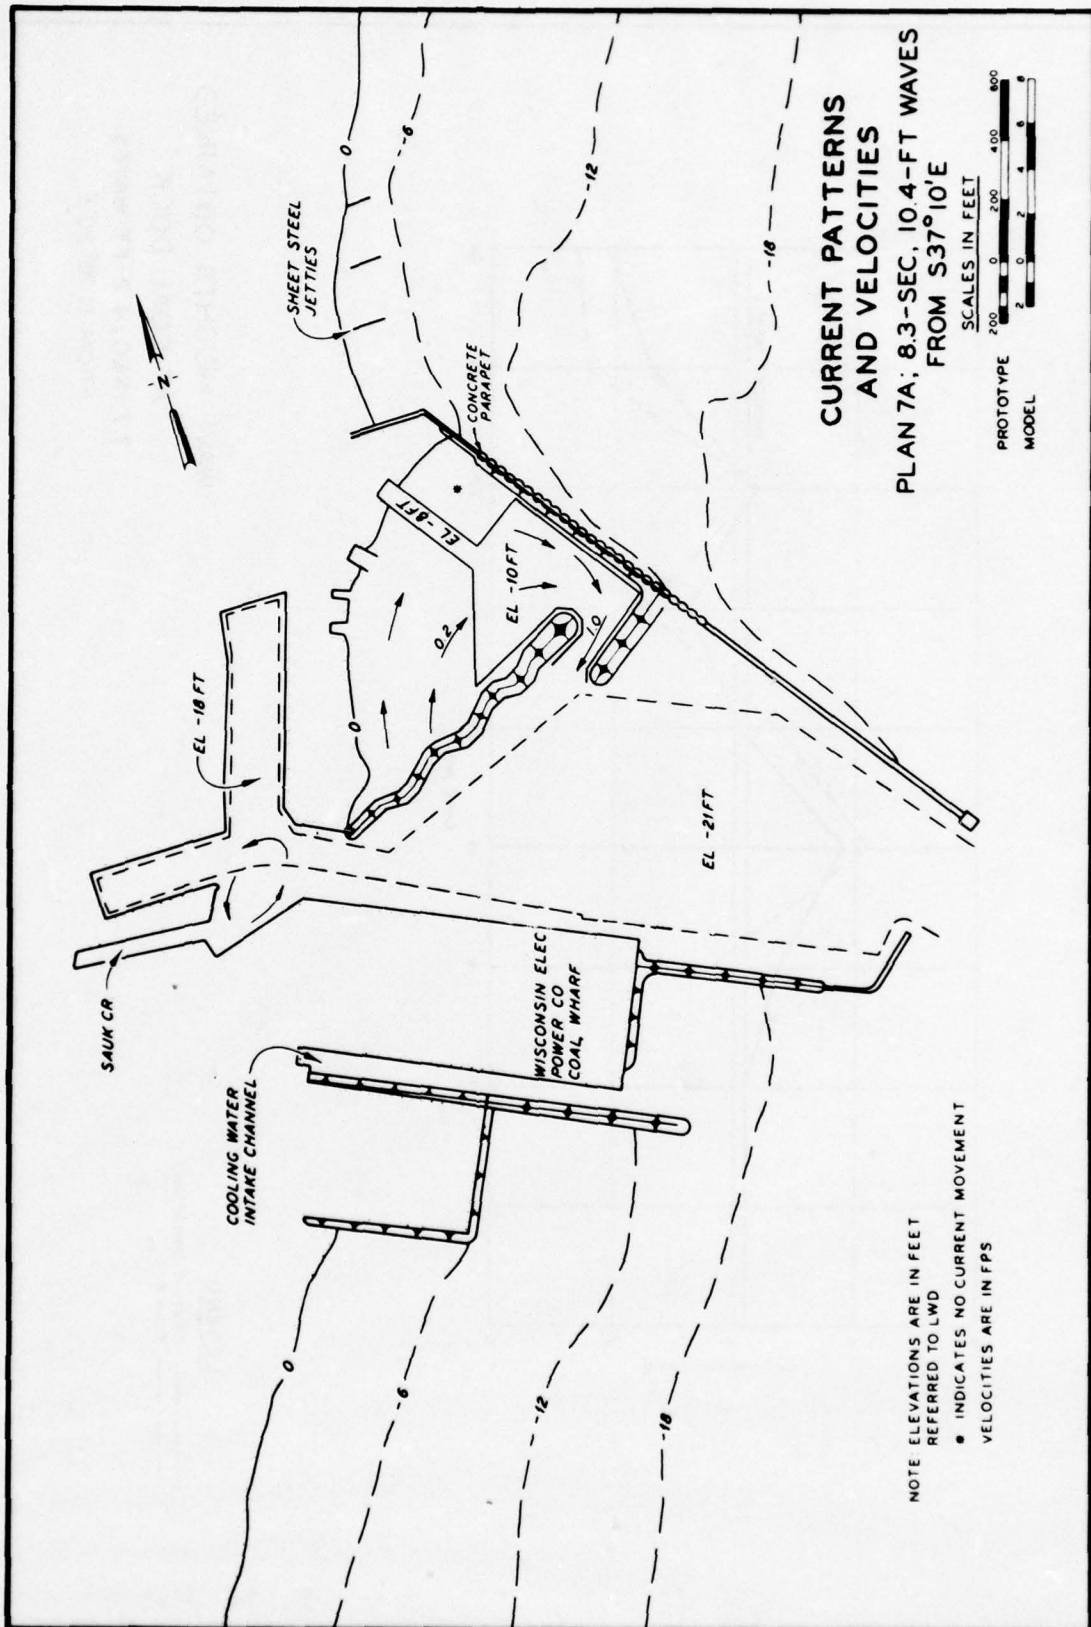 SHEET STEEL
JETTIES
0
-6
-12
-18
N
CONCRETE
PARAPET
EL -8FT
EL -10FT
0.2
1.0
EL -18FT
0
EL -21FT
SAUK CR
COOLING WATER
INTAKE CHANNEL
WISCONSIN ELEC
POWER CO
COAL WHARF
0
-6
-12
-18
CURRENT PATTERNS
AND VELOCITIES
PLAN 7A; 8.3-SEC, 10.4-FT WAVES
FROM S37°10'E
SCALES IN FEET
PROTOTYPE 200 0 200 400 600
MODEL 2 0 2 4 6 8
NOTE: ELEVATIONS ARE IN FEET
REFERRED TO LWD
* INDICATES NO CURRENT MOVEMENT
VELOCITIES ARE IN FPS